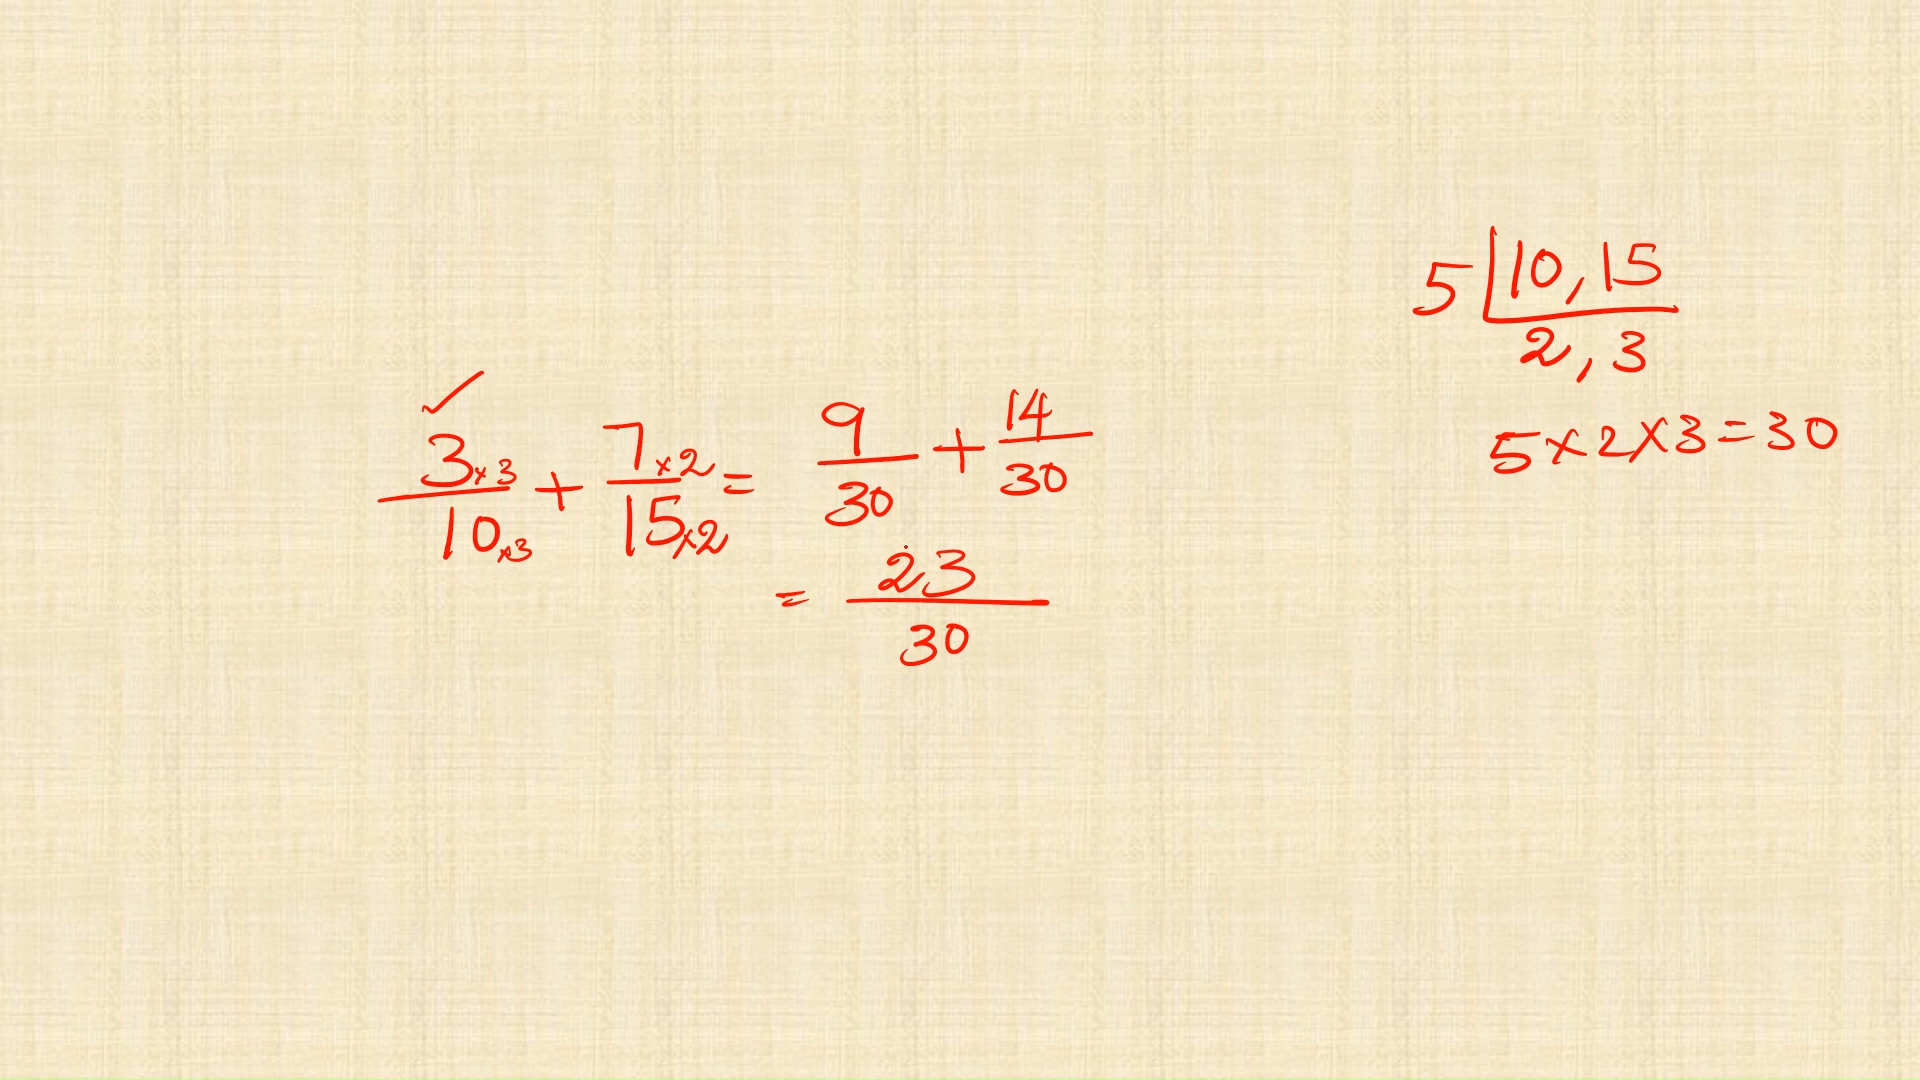 3×3/10×3 + 7×2/15×2 = 9/30 + 14/30
= 23/30
5 | 10, 15
2, 3
5×2×3=30